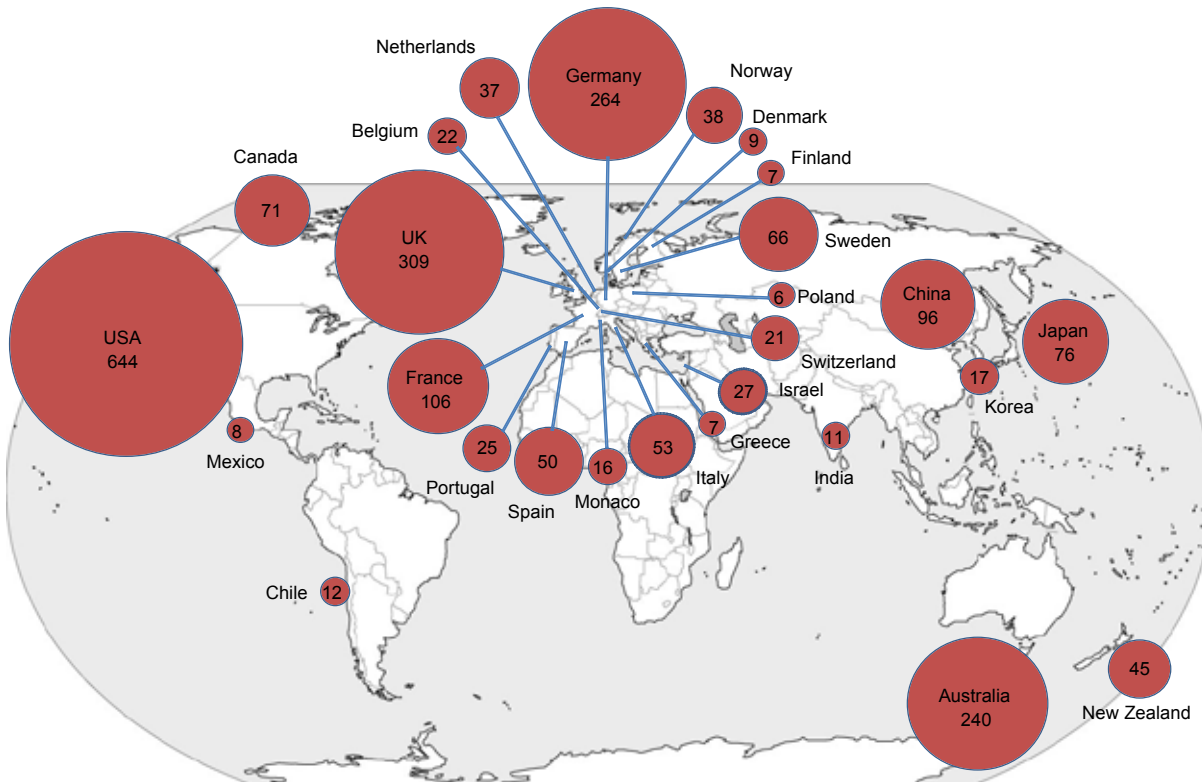 Netherlands
37
Germany
264
Norway
38
Belgium
22
Denmark
9
Finland
7
Canada
71
UK
309
66
Sweden
USA
644
6
Poland
China
96
Japan
76
21
Switzerland
France
106
27
Israel
17
Korea
8
Mexico
25
Portugal
50
Spain
16
Monaco
53
Italy
7
Greece
11
India
Chile
12
Australia
240
45
New Zealand